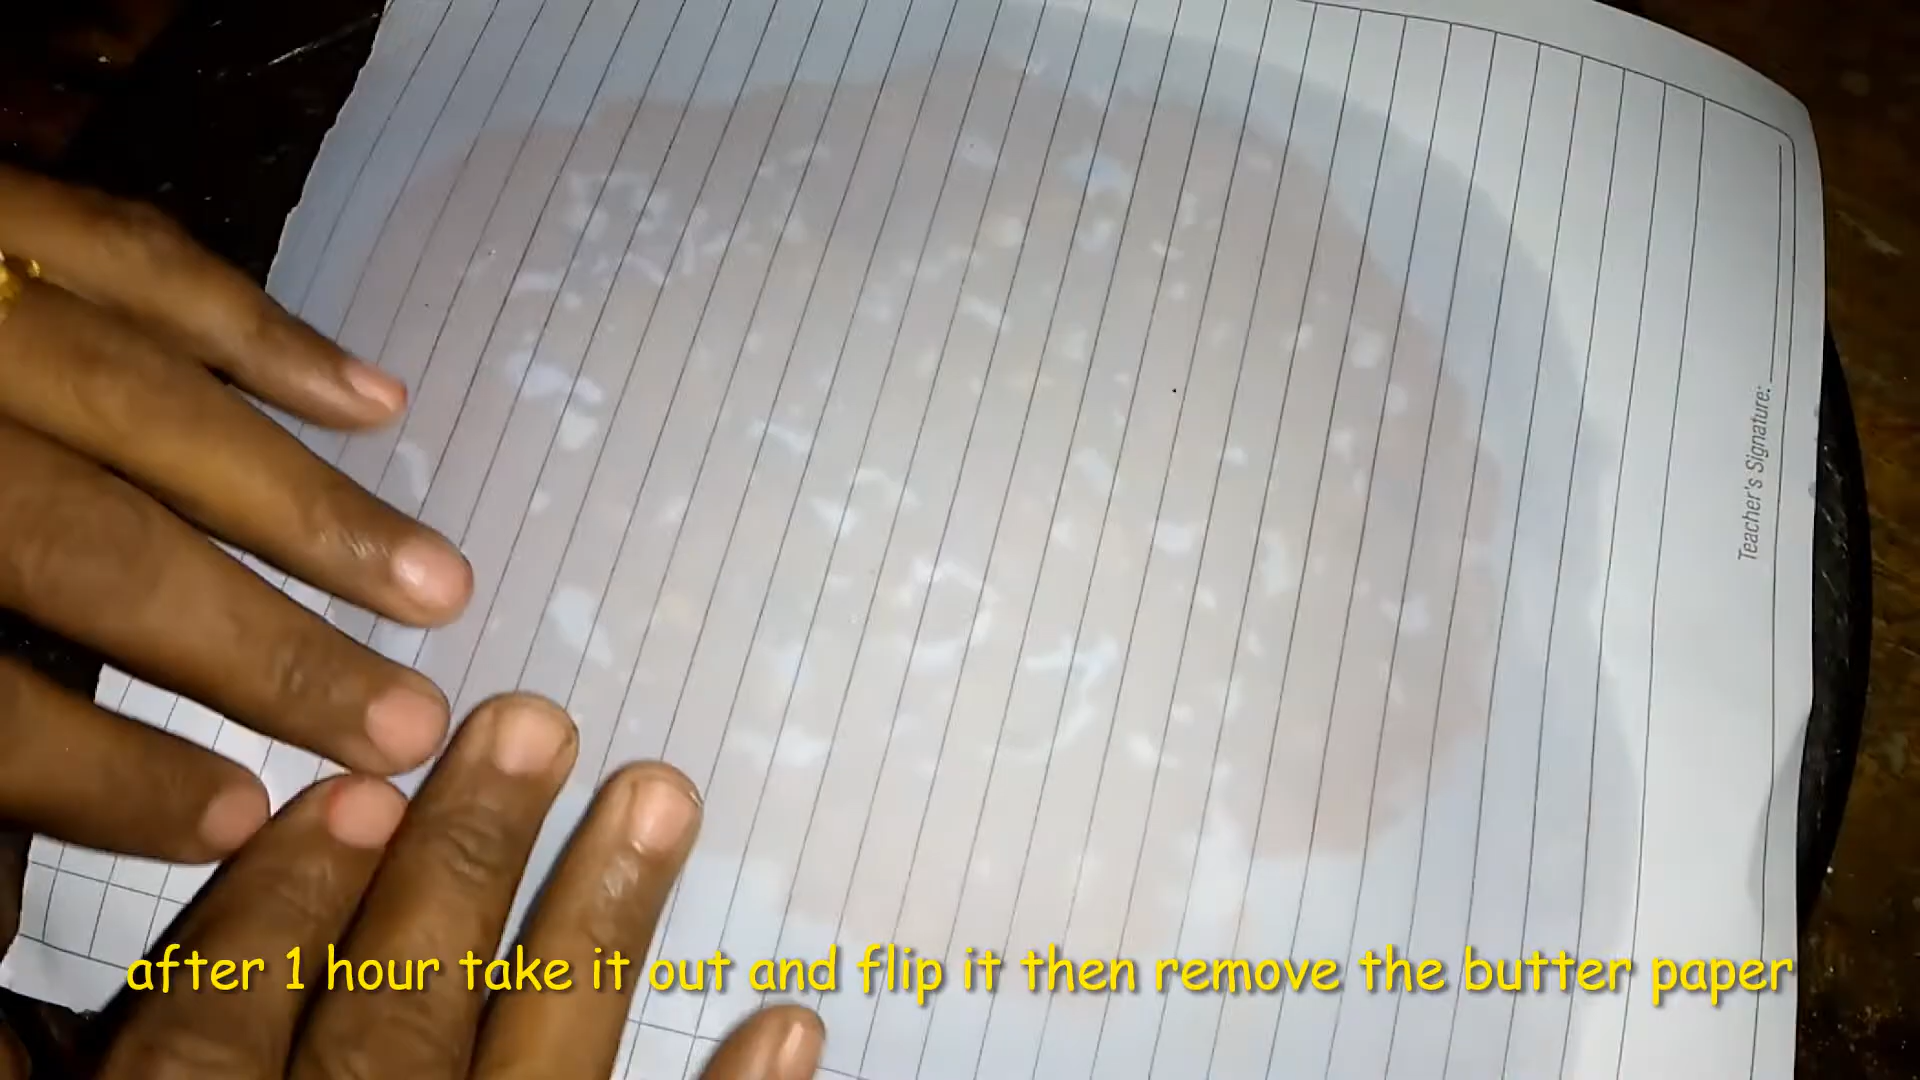 Teacher's Signature:
after 1 hour take it out and flip it then remove the butter paper